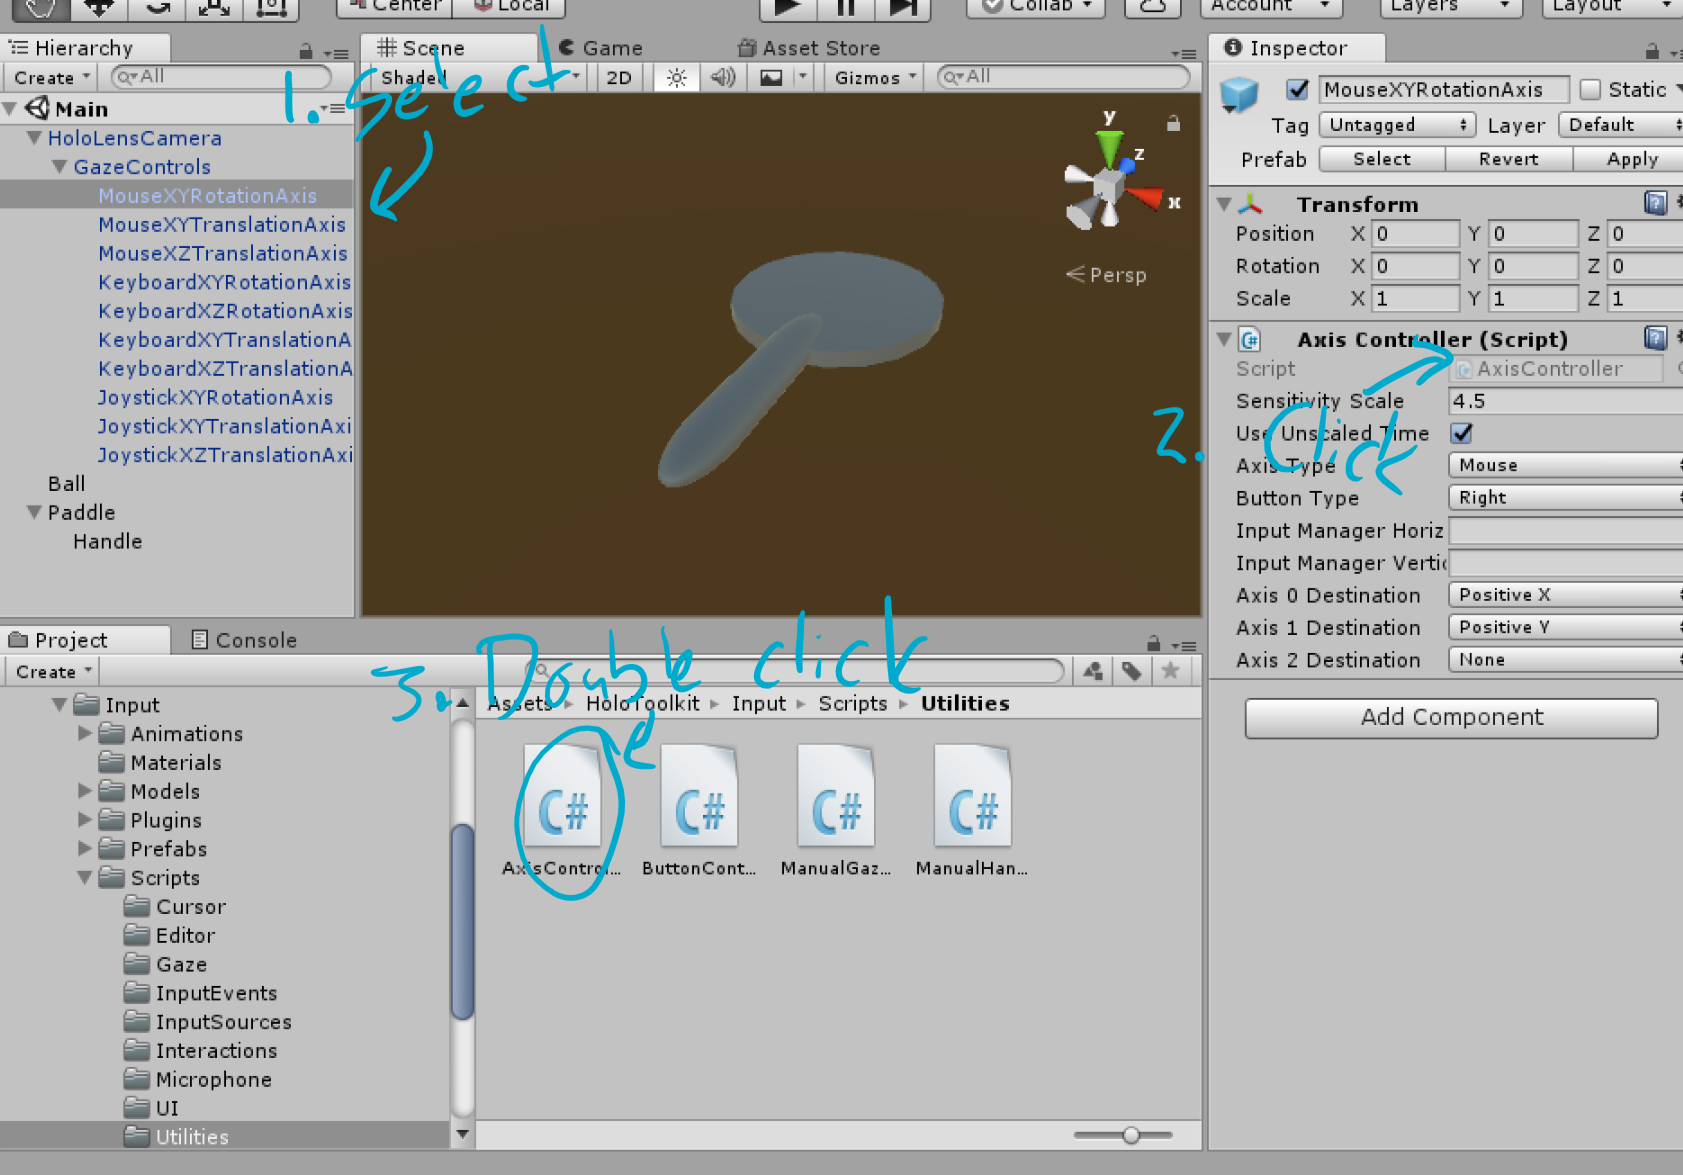 Center Local Collab Account Layers Layout
Hierarchy
Create All
Main
HoloLensCamera
GazeControls
MouseXYRotationAxis
MouseXYTranslationAxis
MouseXZTranslationAxis
KeyboardXYRotationAxis
KeyboardXZRotationAxis
KeyboardXYTranslationA
KeyboardXZTranslationA
JoystickXYRotationAxis
JoystickXYTranslationAxi
JoystickXZTranslationAxi
Ball
Paddle
Handle
Scene Game Asset Store
Shaded 2D Gizmos All
1. Select
y
z
x
Persp
Inspector
MouseXYRotationAxis Static
Tag Untagged Layer Default
Prefab Select Revert Apply
Transform
Position X 0 Y 0 Z 0
Rotation X 0 Y 0 Z 0
Scale X 1 Y 1 Z 1
Axis Controller (Script)
Script AxisController
Sensitivity Scale 4.5
Use Unscaled Time
Axis Type Mouse
Button Type Right
Input Manager Horiz
Input Manager Vertic
Axis 0 Destination Positive X
Axis 1 Destination Positive Y
Axis 2 Destination None
Add Component
2. Click
Project Console
Create
3. Double click
Input
Animations
Materials
Models
Plugins
Prefabs
Scripts
Cursor
Editor
Gaze
InputEvents
InputSources
Interactions
Microphone
UI
Utilities
Assets HoloToolkit Input Scripts Utilities
C# C# C# C#
AxisControl... ButtonCont... ManualGaz... ManualHan...